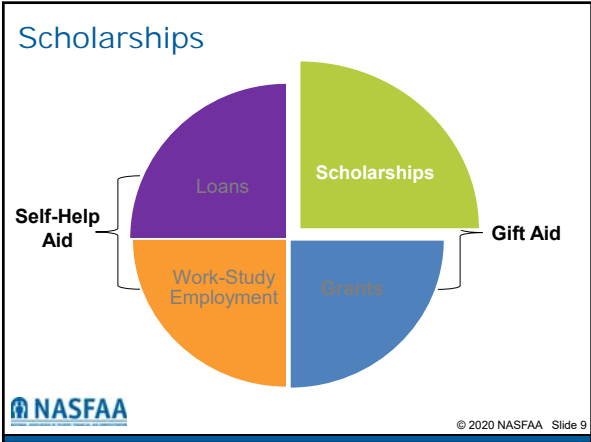 Scholarships
Loans
Scholarships
Self-Help
Aid
Gift Aid
Work-Study
Employment
Grants
NASFAA
© 2020 NASFAA Slide 9